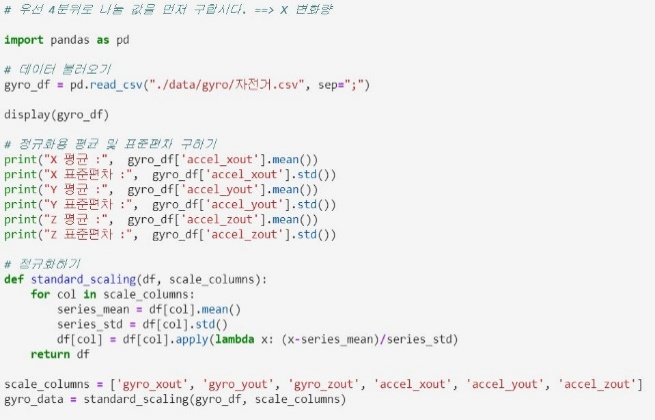 # 우선 4분위로 나눌 값을 먼저 구합시다. ==> X 변화량
import pandas as pd
# 데이터 불러오기
gyro_df = pd.read_csv("./data/gyro/자전거.csv", sep=";")
display(gyro_df)
# 정규화용 평균 및 표준편차 구하기
print("X 평균 :",  gyro_df['accel_xout'].mean())
print("X 표준편차 :",  gyro_df['accel_xout'].std())
print("Y 평균 :",  gyro_df['accel_yout'].mean())
print("Y 표준편차 :",  gyro_df['accel_yout'].std())
print("Z 평균 :",  gyro_df['accel_zout'].mean())
print("Z 표준편차 :",  gyro_df['accel_zout'].std())
# 정규화하기
def standard_scaling(df, scale_columns):
    for col in scale_columns:
        series_mean = df[col].mean()
        series_std = df[col].std()
        df[col] = df[col].apply(lambda x: (x-series_mean)/series_std)
    return df
scale_columns = ['gyro_xout', 'gyro_yout', 'gyro_zout', 'accel_xout', 'accel_yout', 'accel_zout']
gyro_data = standard_scaling(gyro_df, scale_columns)